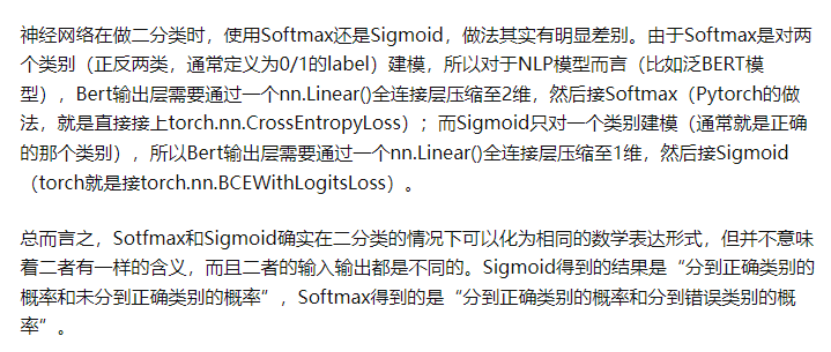 神经网络在做二分类时，使用Softmax还是Sigmoid，做法其实有明显差别。由于Softmax是对两
个类别（正反两类，通常定义为0/1的label）建模，所以对于NLP模型而言（比如泛BERT模
型），Bert输出层需要通过一个nn.Linear()全连接层压缩至2维，然后接Softmax（Pytorch的做
法，就是直接接上torch.nn.CrossEntropyLoss）；而Sigmoid只对一个类别建模（通常就是正确
的那个类别），所以Bert输出层需要通过一个nn.Linear()全连接层压缩至1维，然后接Sigmoid
（torch就是接torch.nn.BCEWithLogitsLoss）。
总而言之，Sotfmax和Sigmoid确实在二分类的情况下可以化为相同的数学表达形式，但并不意味
着二者有一样的含义，而且二者的输入输出都是不同的。Sigmoid得到的结果是“分到正确类别的
概率和未分到正确类别的概率”，Softmax得到的是“分到正确类别的概率和分到错误类别的概
率”。